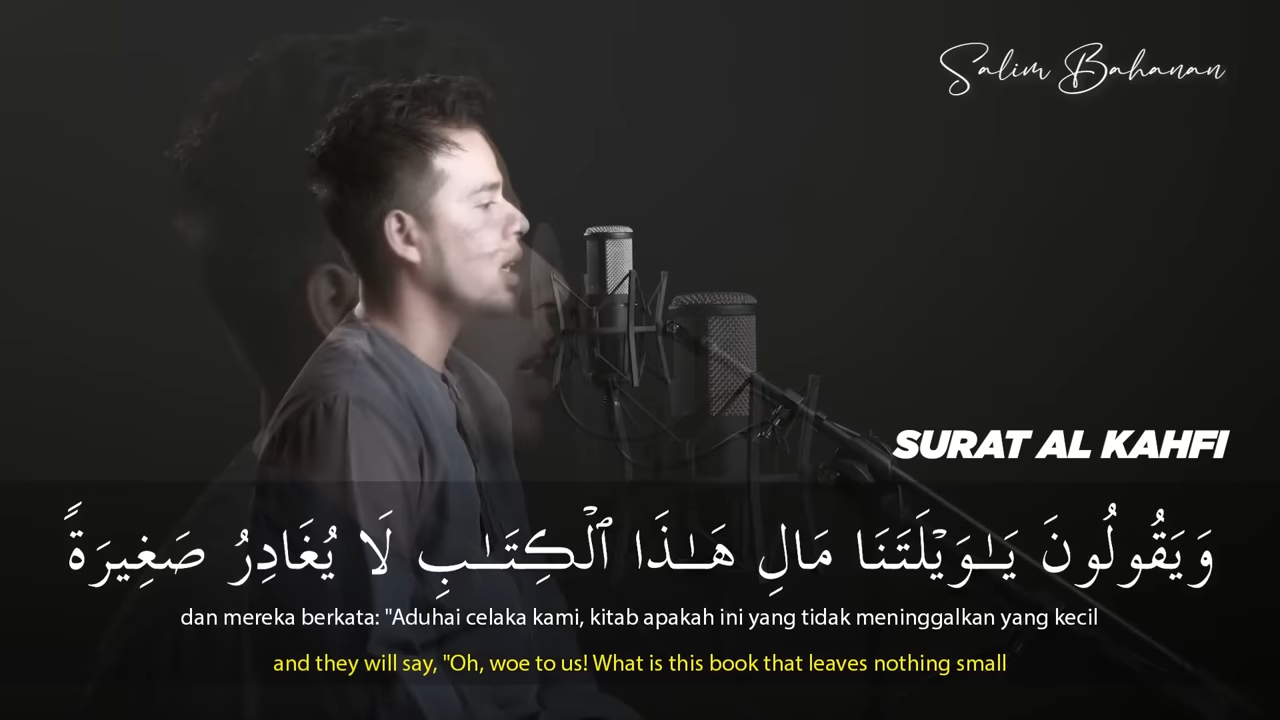 Salim Bahanan
SURAT AL KAHFI
وَيَقُولُونَ يَـٰوَيْلَتَنَا مَالِ هَـٰذَا ٱلْكِتَـٰبِ لَا يُغَادِرُ صَغِيرَةً
dan mereka berkata: "Aduhai celaka kami, kitab apakah ini yang tidak meninggalkan yang kecil
and they will say, "Oh, woe to us! What is this book that leaves nothing small